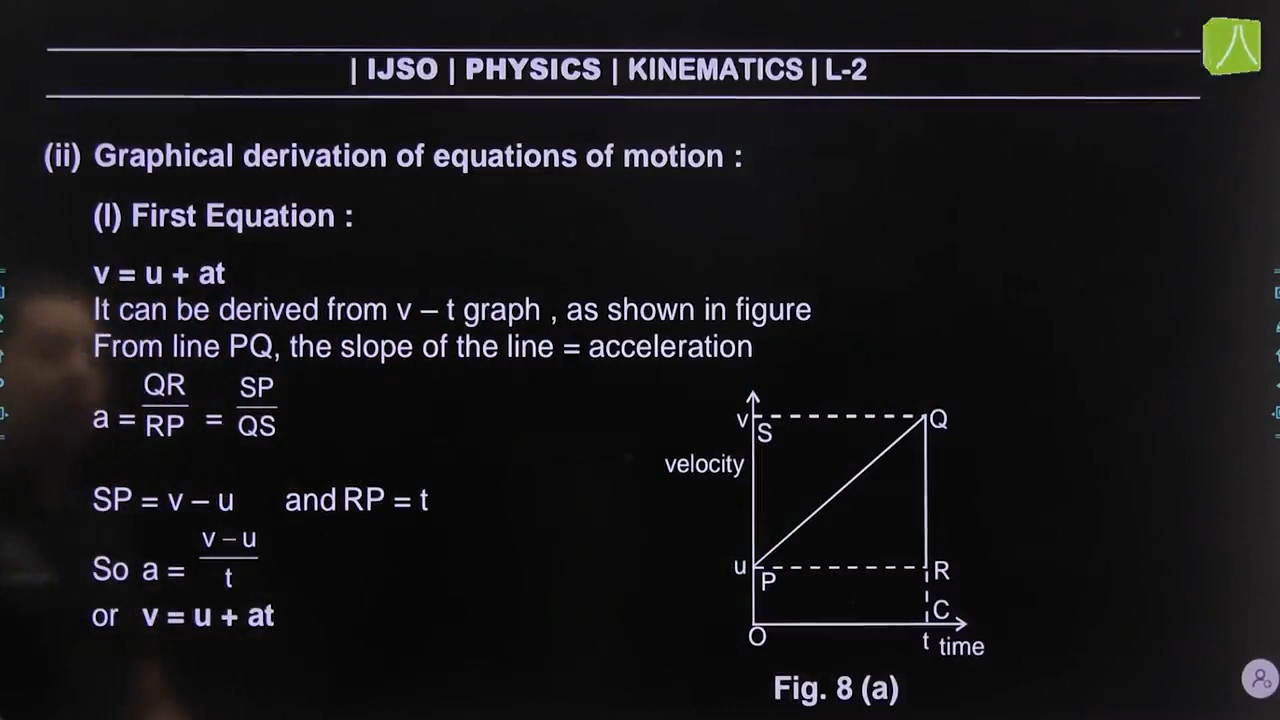 | IJSO | PHYSICS | KINEMATICS | L-2
(ii) Graphical derivation of equations of motion :
(I) First Equation :
v = u + at
It can be derived from v – t graph , as shown in figure
From line PQ, the slope of the line = acceleration
a = QR/RP = SP/QS
SP = v – u and RP = t
So a = v – u/t
or v = u + at
v
S
Q
velocity
u
P
R
C
O
t time
Fig. 8 (a)